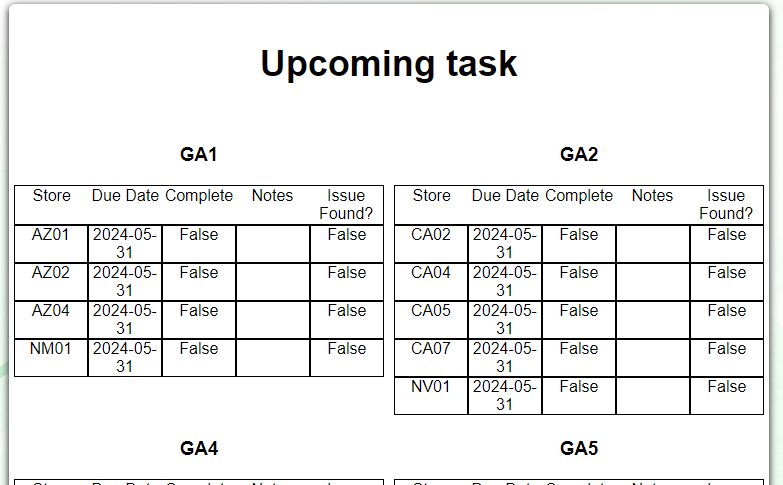 Upcoming task
GA1
Store Due Date Complete Notes Issue Found?
AZ01 2024-05-31 False False
AZ02 2024-05-31 False False
AZ04 2024-05-31 False False
NM01 2024-05-31 False False
GA2
Store Due Date Complete Notes Issue Found?
CA02 2024-05-31 False False
CA04 2024-05-31 False False
CA05 2024-05-31 False False
CA07 2024-05-31 False False
NV01 2024-05-31 False False
GA4
GA5